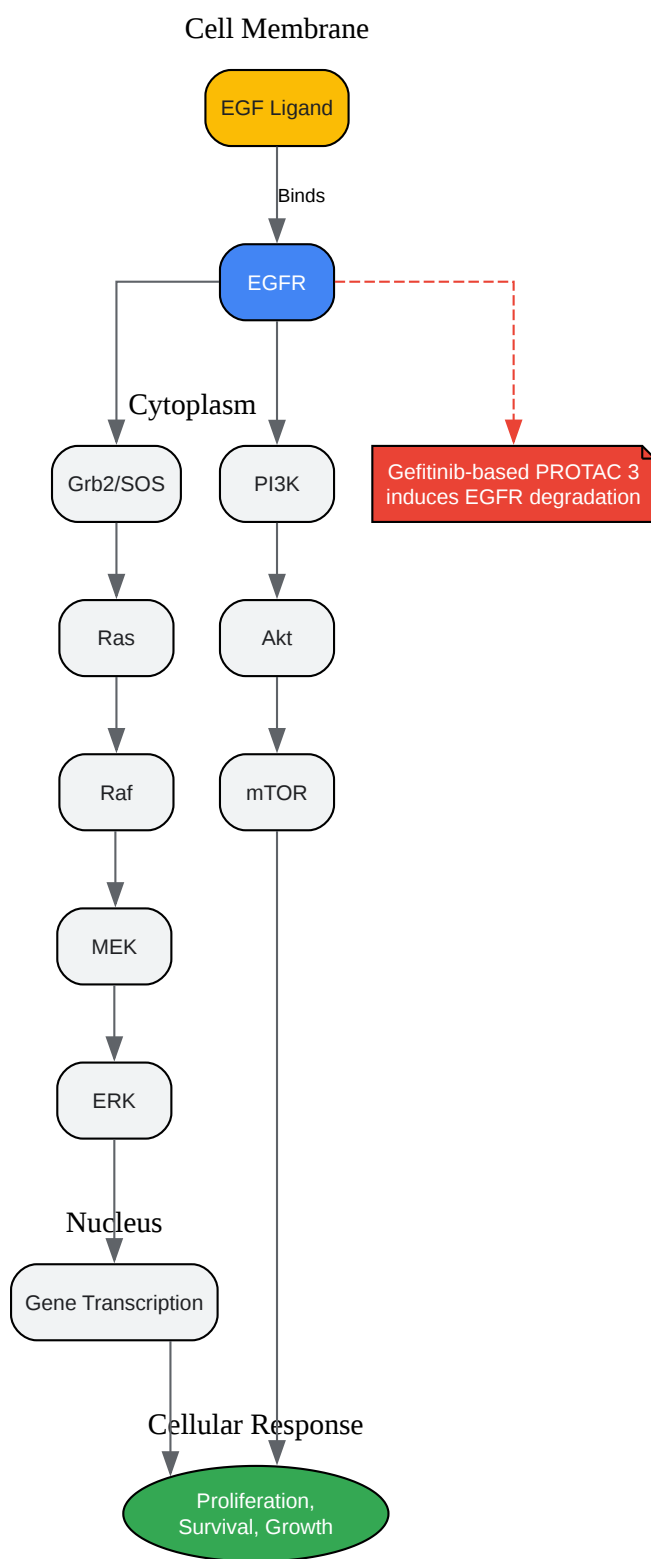 Cell Membrane
EGF Ligand
Binds
EGFR
Cytoplasm
Grb2/SOS
PI3K
Gefitinib-based PROTAC 3
induces EGFR degradation
Ras
Akt
Raf
mTOR
MEK
ERK
Nucleus
Gene Transcription
Cellular Response
Proliferation,
Survival, Growth